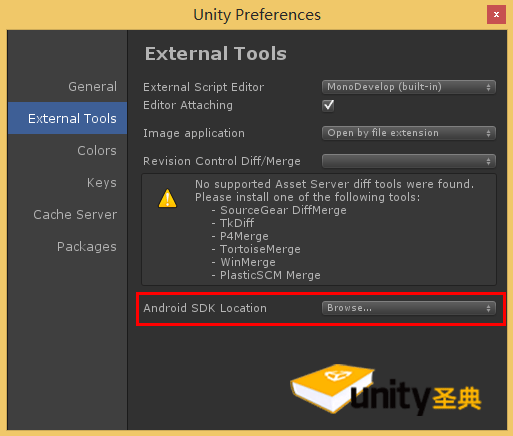 Unity Preferences
x
External Tools
General
External Tools
Colors
Keys
Cache Server
Packages
External Script Editor
MonoDevelop (built-in)
Editor Attaching
Image application
Open by file extension
Revision Control Diff/Merge
No supported Asset Server diff tools were found.
Please install one of the following tools:
- SourceGear DiffMerge
- TkDiff
- P4Merge
- TortoiseMerge
- WinMerge
- PlasticSCM Merge
Android SDK Location
Browse...
unity圣典